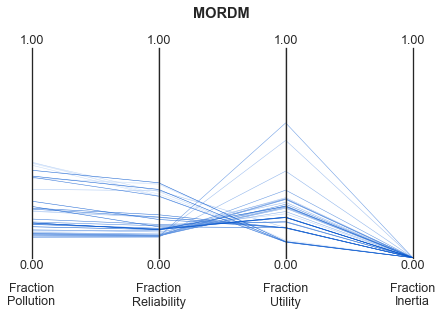 MORDM
1.00 1.00 1.00 1.00
0.00 0.00 0.00 0.00
Fraction Fraction Fraction Fraction
Pollution Reliability Utility Inertia